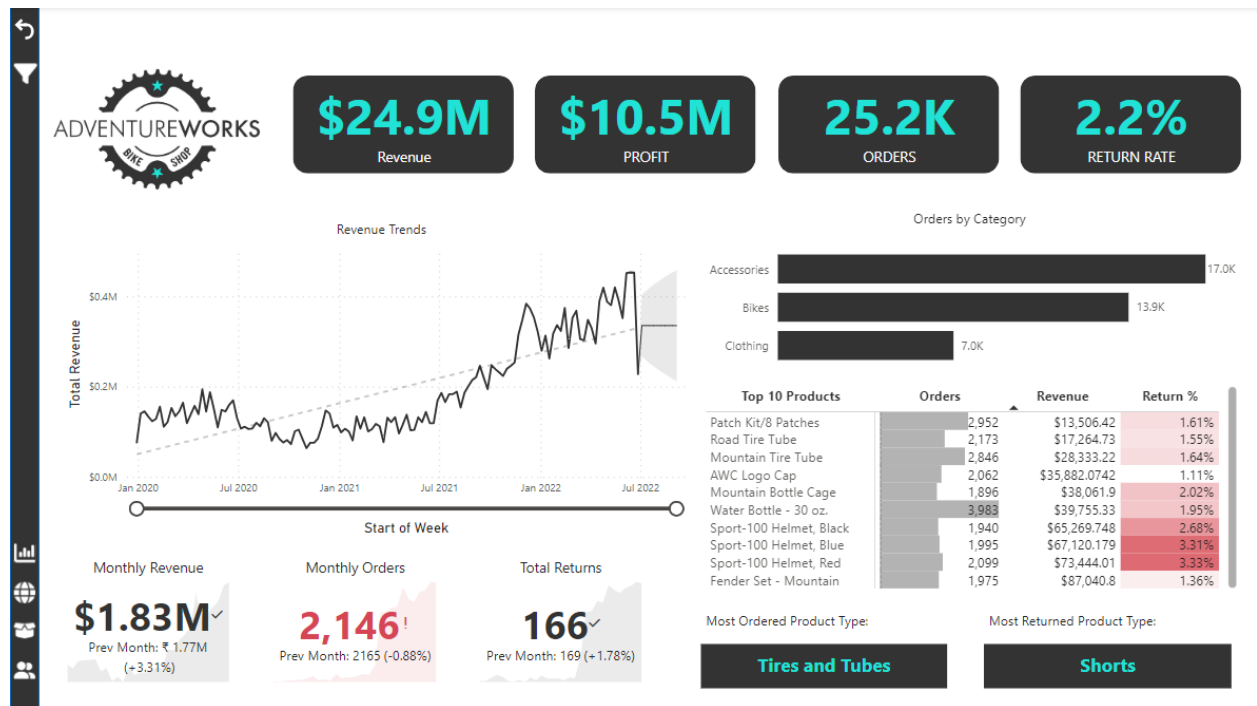 ADVENTUREWORKS
BIKE SHOP
$24.9M
Revenue
$10.5M
PROFIT
25.2K
ORDERS
2.2%
RETURN RATE
Revenue Trends
Total Revenue
$0.4M
$0.2M
$0.0M
Jan 2020 Jul 2020 Jan 2021 Jul 2021 Jan 2022 Jul 2022
Start of Week
Orders by Category
Accessories 17.0K
Bikes 13.9K
Clothing 7.0K
Top 10 Products Orders Revenue Return %
Patch Kit/8 Patches 2,952 $13,506.42 1.61%
Road Tire Tube 2,173 $17,264.73 1.55%
Mountain Tire Tube 2,846 $28,333.22 1.64%
AWC Logo Cap 2,062 $35,882.0742 1.11%
Mountain Bottle Cage 1,896 $38,061.9 2.02%
Water Bottle - 30 oz. 3,983 $39,755.33 1.95%
Sport-100 Helmet, Black 1,940 $65,269.748 2.68%
Sport-100 Helmet, Blue 1,995 $67,120.179 3.31%
Sport-100 Helmet, Red 2,099 $73,444.01 3.33%
Fender Set - Mountain 1,975 $87,040.8 1.36%
Monthly Revenue
$1.83M
Prev Month: ₹ 1.77M
(+3.31%)
Monthly Orders
2,146!
Prev Month: 2165 (-0.88%)
Total Returns
166
Prev Month: 169 (+1.78%)
Most Ordered Product Type:
Tires and Tubes
Most Returned Product Type:
Shorts